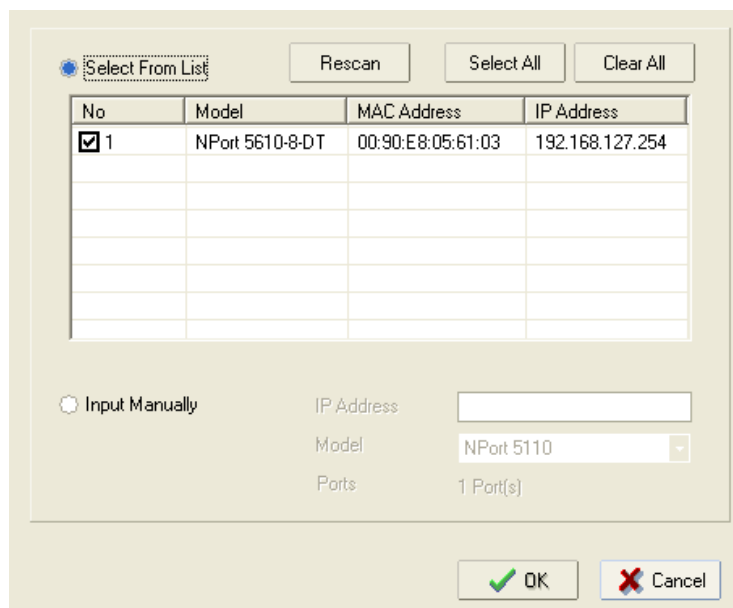 Select From List Rescan Select All Clear All
No Model MAC Address IP Address
1 NPort 5610-8-DT 00:90:E8:05:61:03 192.168.127.254
Input Manually IP Address
Model NPort 5110
Ports 1 Port(s)
OK Cancel